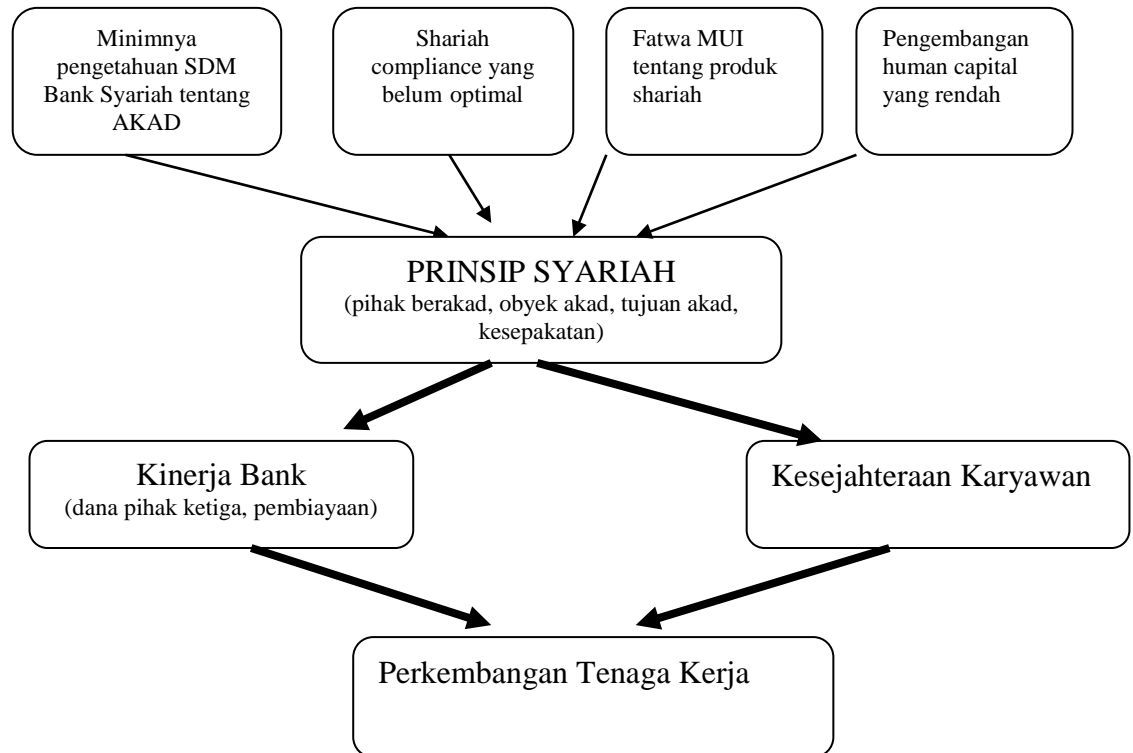 Minimnya
pengetahuan SDM
Bank Syariah tentang
AKAD
Shariah
compliance yang
belum optimal
Fatwa MUI
tentang produk
shariah
Pengembangan
human capital
yang rendah
PRINSIP SYARIAH
(pihak berakad, obyek akad, tujuan akad,
kesepakatan)
Kinerja Bank
(dana pihak ketiga, pembiayaan)
Kesejahteraan Karyawan
Perkembangan Tenaga Kerja